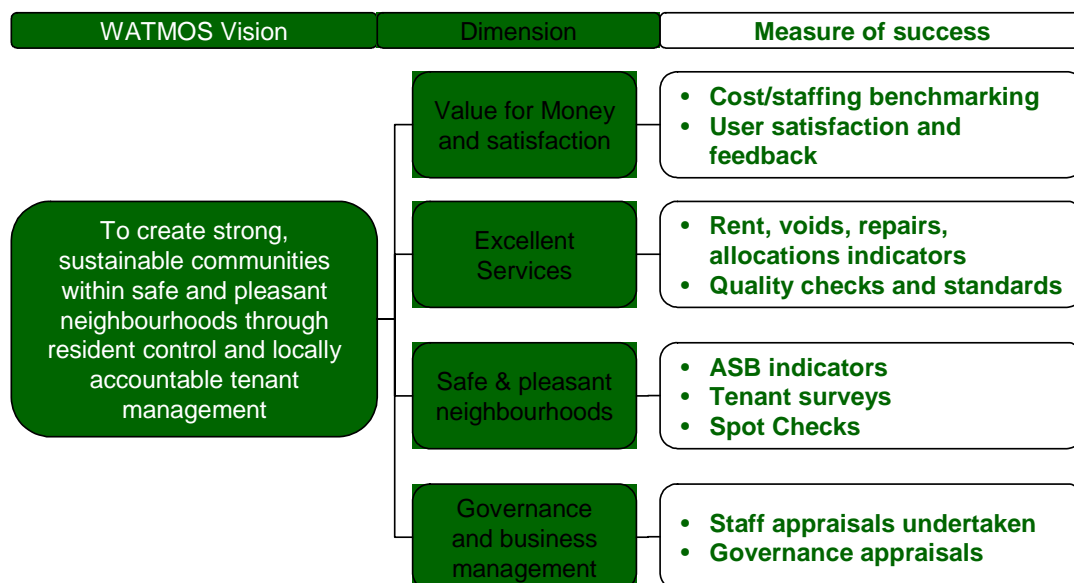 WATMOS Vision
Dimension
Measure of success
To create strong,
sustainable communities
within safe and pleasant
neighbourhoods through
resident control and locally
accountable tenant
management
Value for Money
and satisfaction
• Cost/staffing benchmarking
• User satisfaction and
feedback
Excellent
Services
• Rent, voids, repairs,
allocations indicators
• Quality checks and standards
Safe & pleasant
neighbourhoods
• ASB indicators
• Tenant surveys
• Spot Checks
Governance
and business
management
• Staff appraisals undertaken
• Governance appraisals